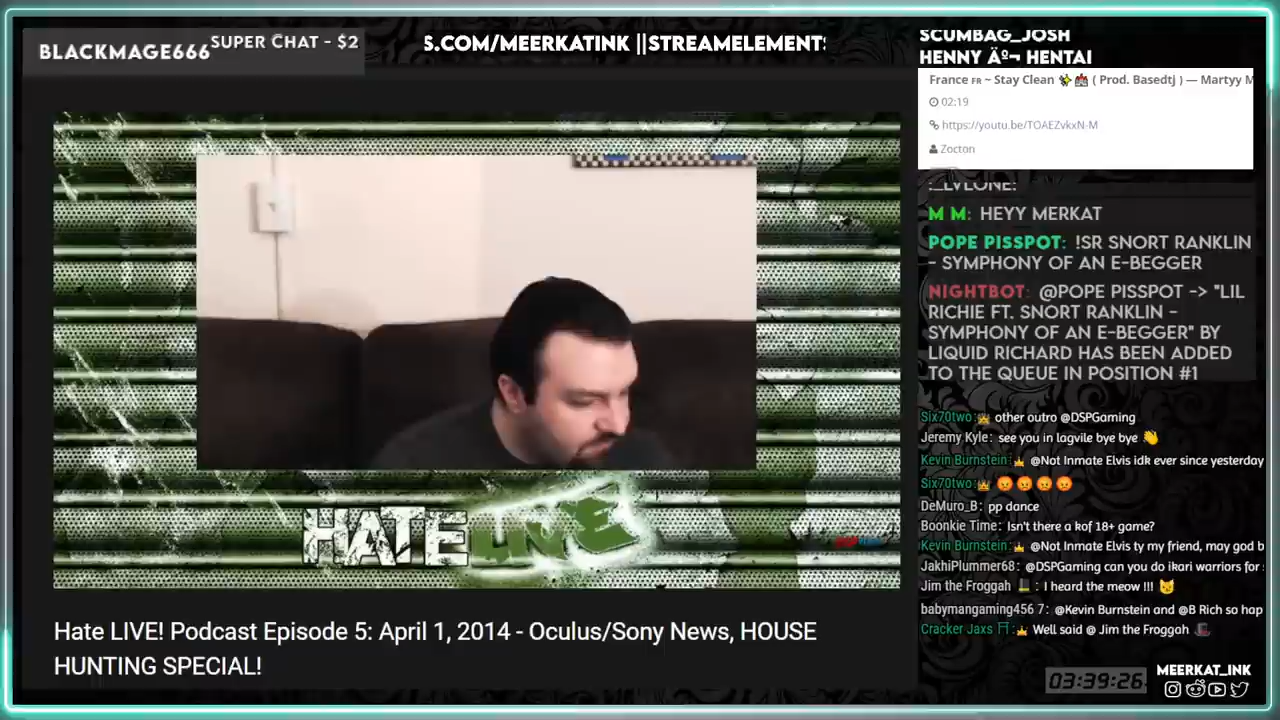 BLACKMAGE666
SUPER CHAT - $2
S.COM/MEERKATINK ||STREAMELEMENTS
SCUMBAG_JOSH
HENNY Äº¬ HENTAI
France FR ~ Stay Clean ( Prod. Basedtj ) — Martyy M
02:19
https://youtu.be/TOAEZvkxN-M
Zocton
:_LVLONE:
M M: HEYY MERKAT
POPE PISSPOT: !SR SNORT RANKLIN
- SYMPHONY OF AN E-BEGGER
NIGHTBOT: @POPE PISSPOT -> "LIL
RICHIE FT. SNORT RANKLIN -
SYMPHONY OF AN E-BEGGER" BY
LIQUID RICHARD HAS BEEN ADDED
TO THE QUEUE IN POSITION #1
Six70two: other outro @DSPGaming
Jeremy Kyle: see you in lagvile bye bye 👋
Kevin Burnstein: @Not Inmate Elvis idk ever since yesterday
Six70two: 😡 😡 😡 😡
DeMuro_B: pp dance
Boonkie Time: Isn't there a kof 18+ game?
Kevin Burnstein: @Not Inmate Elvis ty my friend, may god b
JakhiPlummer68: @DSPGaming can you do ikari warriors for
Jim the Froggah : I heard the meow !!!
babymangaming456 7: @Kevin Burnstein and @B Rich so hap
Cracker Jaxs: Well said @ Jim the Froggah
HATE LIVE
Hate LIVE! Podcast Episode 5: April 1, 2014 - Oculus/Sony News, HOUSE
HUNTING SPECIAL!
03:39:26
MEERKAT_INK